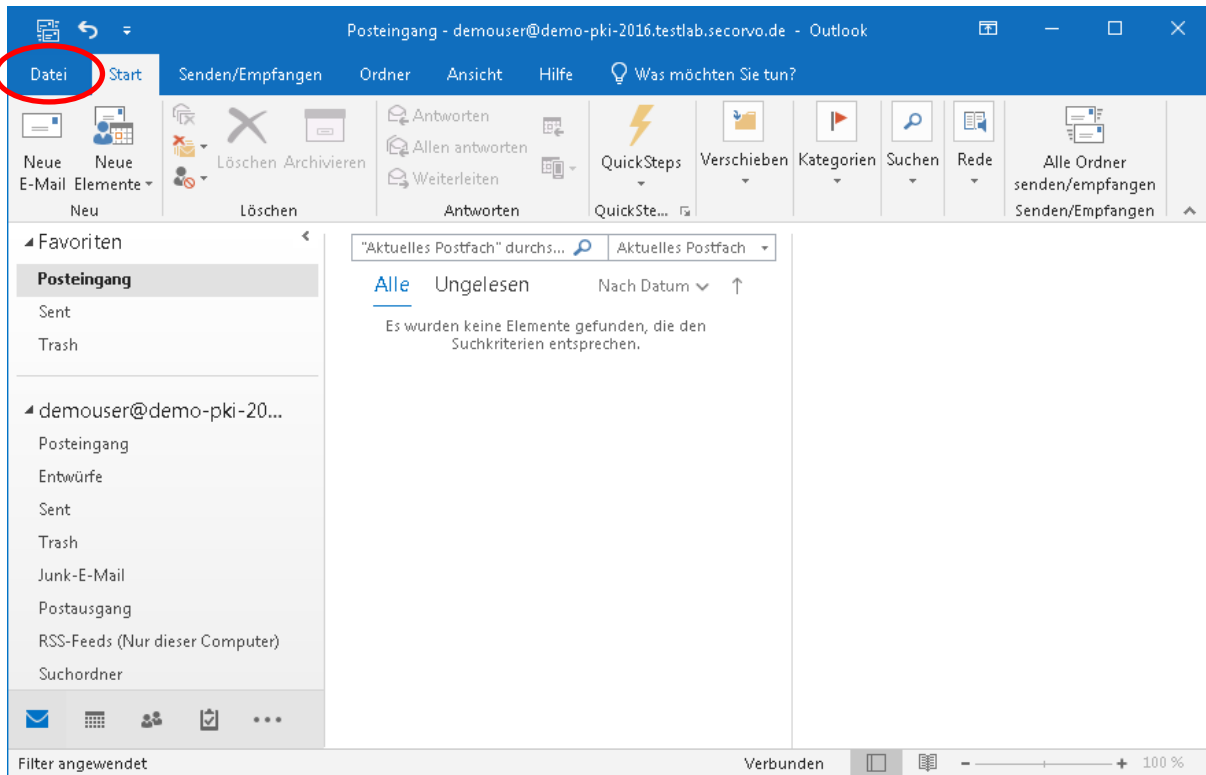 Posteingang - demouser@demo-pki-2016.testlab.secorvo.de - Outlook
Datei Start Senden/Empfangen Ordner Ansicht Hilfe Was möchten Sie tun?
Neue E-Mail
Neue Elemente
Neu
Löschen Archivieren
Löschen
Antworten
Allen antworten
Weiterleiten
Antworten
QuickSteps
QuickSte...
Verschieben
Kategorien
Suchen
Rede
Alle Ordner
senden/empfangen
Senden/Empfangen
Favoriten
Posteingang
Sent
Trash
demouser@demo-pki-20...
Posteingang
Entwürfe
Sent
Trash
Junk-E-Mail
Postausgang
RSS-Feeds (Nur dieser Computer)
Suchordner
"Aktuelles Postfach" durchs... Aktuelles Postfach
Alle Ungelesen Nach Datum
Es wurden keine Elemente gefunden, die den
Suchkriterien entsprechen.
Filter angewendet Verbunden 100 %